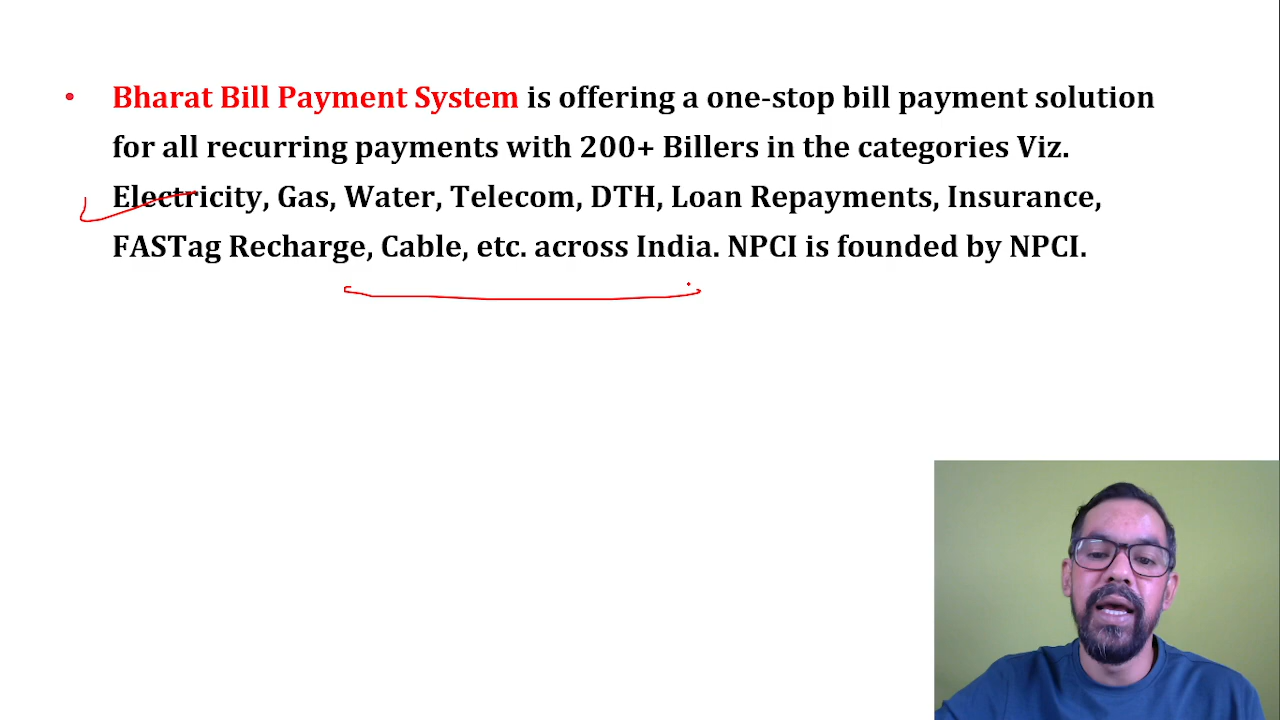 • Bharat Bill Payment System is offering a one-stop bill payment solution
for all recurring payments with 200+ Billers in the categories Viz.
Electricity, Gas, Water, Telecom, DTH, Loan Repayments, Insurance,
FASTag Recharge, Cable, etc. across India. NPCI is founded by NPCI.